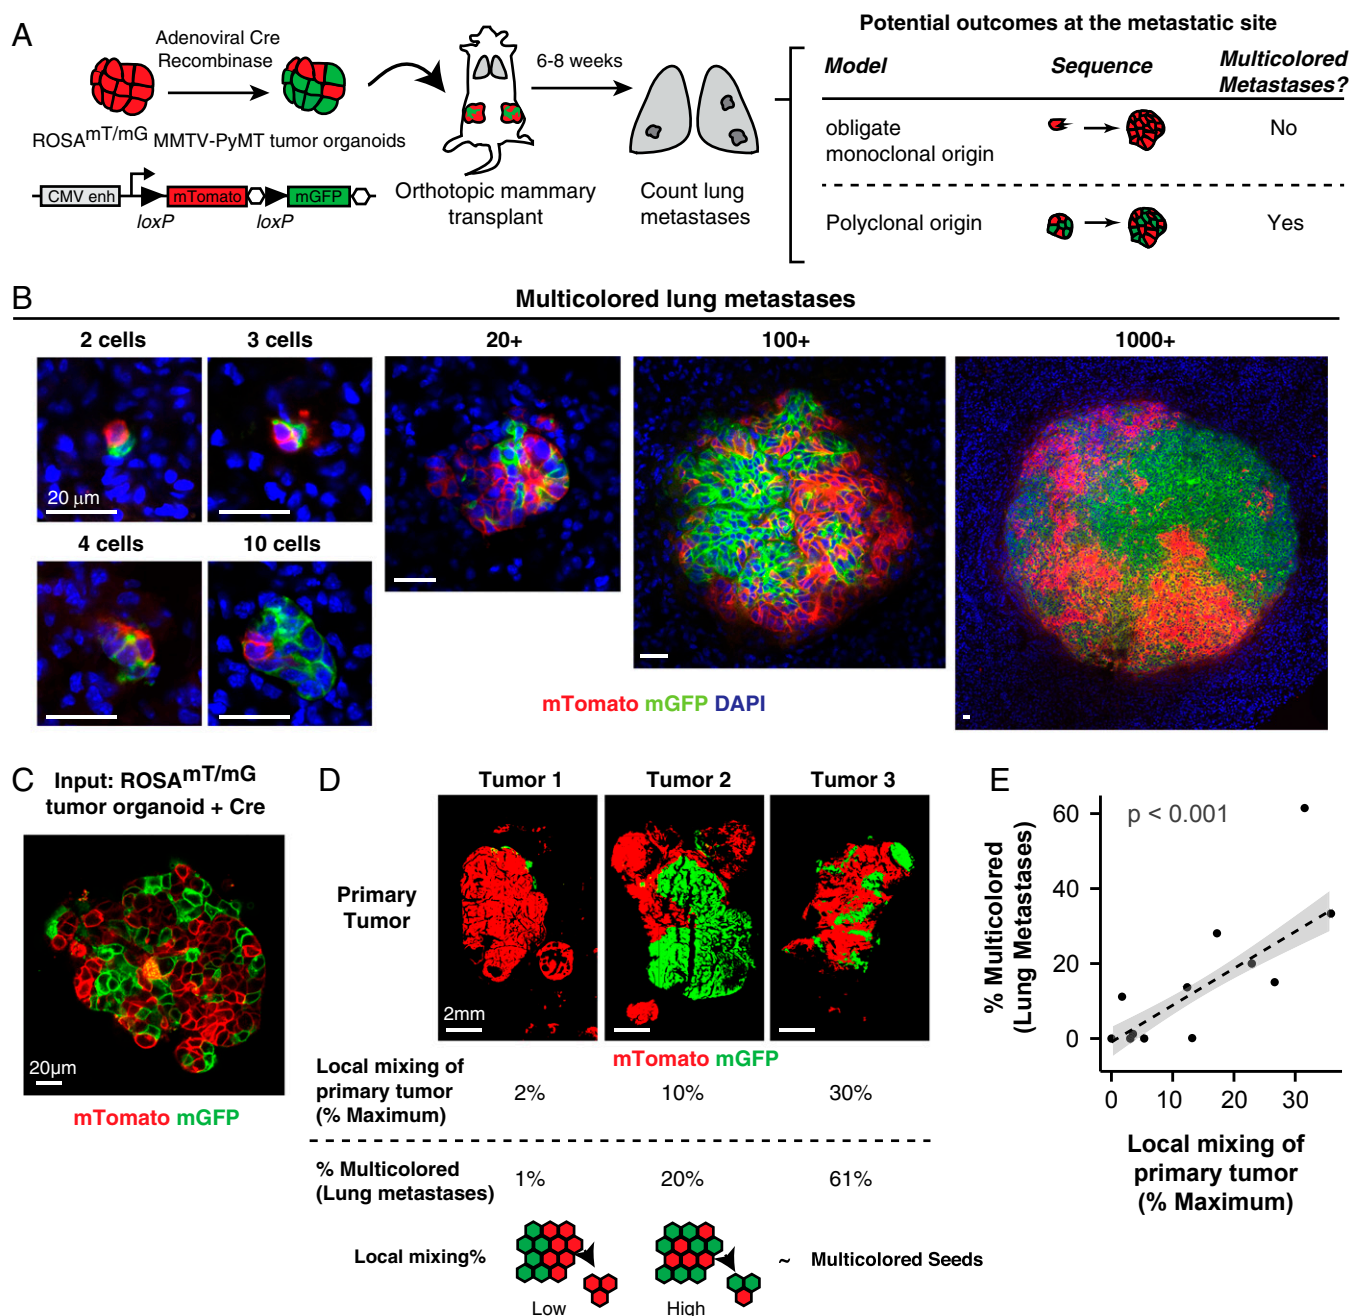 A
Adenoviral Cre
Recombinase
ROSAmT/mG MMTV-PyMT tumor organoids
CMV enh
mTomato
mGFP
loxP
loxP
6-8 weeks
Orthotopic mammary
transplant
Count lung
metastases
Potential outcomes at the metastatic site
Model
Sequence
Multicolored
Metastases?
obligate
monoclonal origin
No
Polyclonal origin
Yes
B
Multicolored lung metastases
2 cells
3 cells
20+
100+
1000+
20 μm
4 cells
10 cells
mTomato mGFP DAPI
C
Input: ROSAmT/mG
tumor organoid + Cre
20μm
mTomato mGFP
D
Tumor 1
Tumor 2
Tumor 3
Primary
Tumor
2mm
mTomato mGFP
Local mixing of
primary tumor
(% Maximum)
2%
10%
30%
% Multicolored
(Lung metastases)
1%
20%
61%
Local mixing%
Low
High
~ Multicolored Seeds
E
p < 0.001
% Multicolored
(Lung Metastases)
60
40
20
0
0
10
20
30
Local mixing of
primary tumor
(% Maximum)